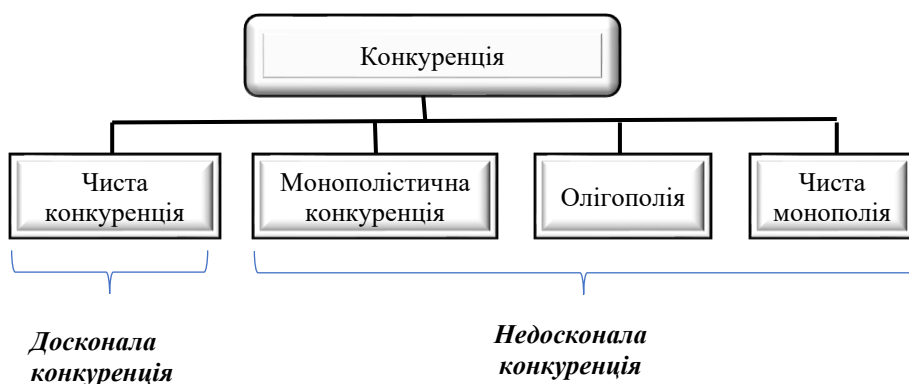 Конкуренція
Чиста
конкуренція
Монополістична
конкуренція
Олігополія
Чиста
монополія
Досконала
конкуренція
Недосконала
конкуренція